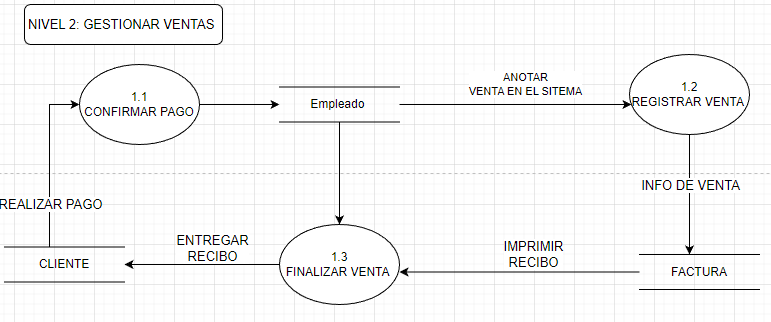 NIVEL 2: GESTIONAR VENTAS
1.1
CONFIRMAR PAGO
Empleado
ANOTAR
VENTA EN EL SITEMA
1.2
REGISTRAR VENTA
INFO DE VENTA
REALIZAR PAGO
CLIENTE
ENTREGAR
RECIBO
1.3
FINALIZAR VENTA
IMPRIMIR
RECIBO
FACTURA